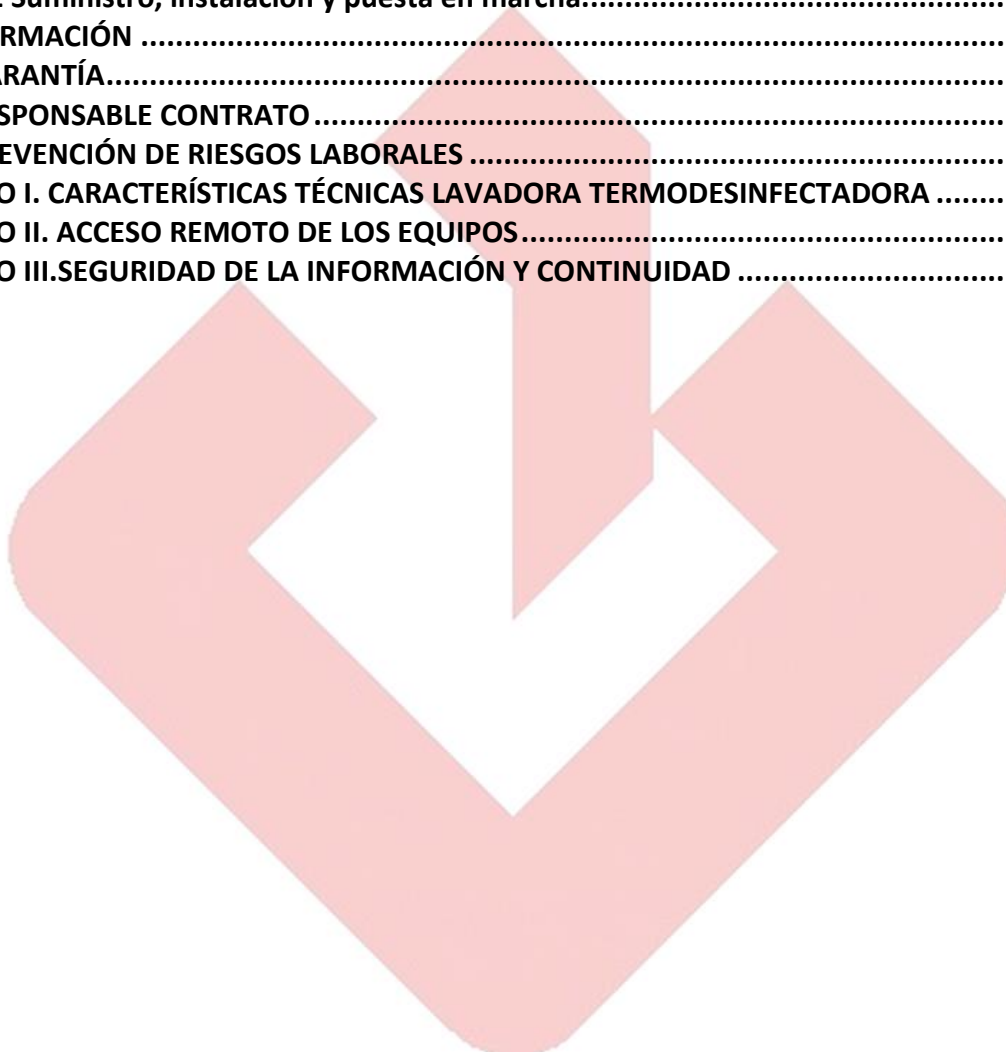 Suministro, instalación y puesta en marcha....................................................
RMACIÓN ....................................................................................................
RANTÍA........................................................................................................
SPONSABLE CONTRATO ................................................................................
EVENCIÓN DE RIESGOS LABORALES ..............................................................
O I. CARACTERÍSTICAS TÉCNICAS LAVADORA TERMODESINFECTADORA ........
O II. ACCESO REMOTO DE LOS EQUIPOS.........................................................
O III.SEGURIDAD DE LA INFORMACIÓN Y CONTINUIDAD ................................